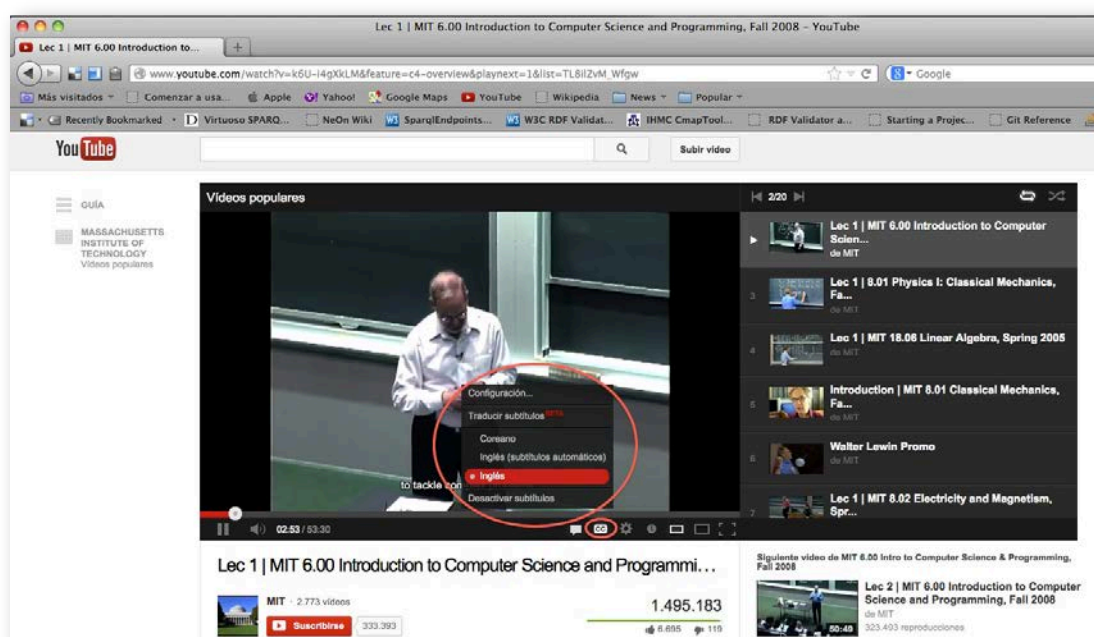 Lec 1 | MIT 6.00 Introduction to Computer Science and Programming, Fall 2008 – YouTube
Lec 1 | MIT 6.00 Introduction to...
www.youtube.com/watch?v=k6U-i4gXkLM&feature=c4-overview&playnext=1&list=TL8iIZvM_Wfgw
Google
Más visitados
Comenzar a usa...
Apple
Yahoo!
Google Maps
YouTube
Wikipedia
News
Popular
Recently Bookmarked
Virtuoso SPARQ...
NeOn Wiki
SparqlEndpoints...
W3C RDF Validat...
IHMC CmapTool...
RDF Validator a...
Starting a Projec...
Git Reference
YouTube
Subir vídeo
GUÍA
MASSACHUSETTS
INSTITUTE OF
TECHNOLOGY
Vídeos populares
Vídeos populares
2/20
Configuración...
Traducir subtítulos BETA
Coreano
Inglés (subtítulos automáticos)
Inglés
Desactivar subtítulos
to tackle
02:53 / 53:30
CC
Lec 1 | MIT 6.00 Introduction to Computer
Scien...
de MIT
3
Lec 1 | 8.01 Physics I: Classical Mechanics,
Fa...
de MIT
4
Lec 1 | MIT 18.06 Linear Algebra, Spring 2005
de MIT
5
Introduction | MIT 8.01 Classical Mechanics,
Fa...
de MIT
6
Walter Lewin Promo
de MIT
7
Lec 1 | MIT 8.02 Electricity and Magnetism,
Spr...
Lec 1 | MIT 6.00 Introduction to Computer Science and Programmi...
MIT · 2.773 vídeos
Suscribirse 333.393
1.495.183
6.695 119
Siguiente vídeo de MIT 6.00 Intro to Computer Science & Programming,
Fall 2008
Lec 2 | MIT 6.00 Introduction to Computer
Science and Programming, Fall 2008
de MIT
323.403 reproducciones
50:49